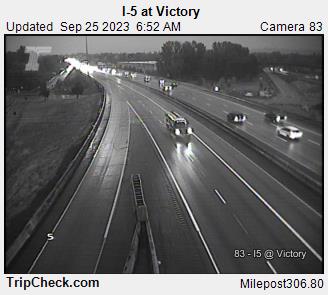 I-5 at Victory
Updated Sep 25 2023 6:52 AM Camera 83
S
83 - I5 @ Victory
TripCheck.com Milepost306.80